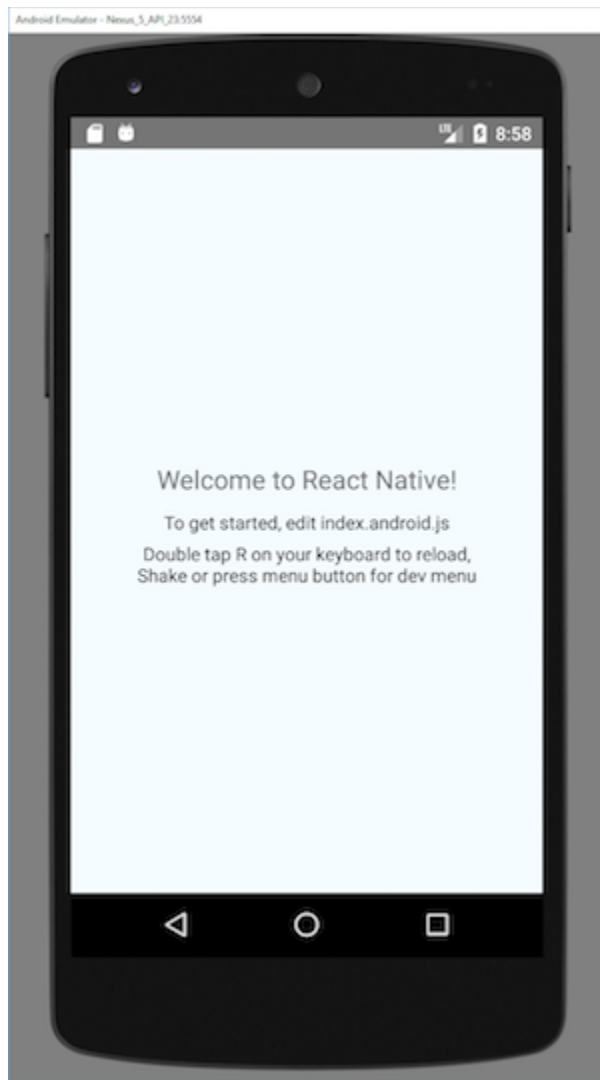 Android Emulator - Nexus_5_API_23:5554
LTE 8:58
Welcome to React Native!
To get started, edit index.android.js
Double tap R on your keyboard to reload,
Shake or press menu button for dev menu